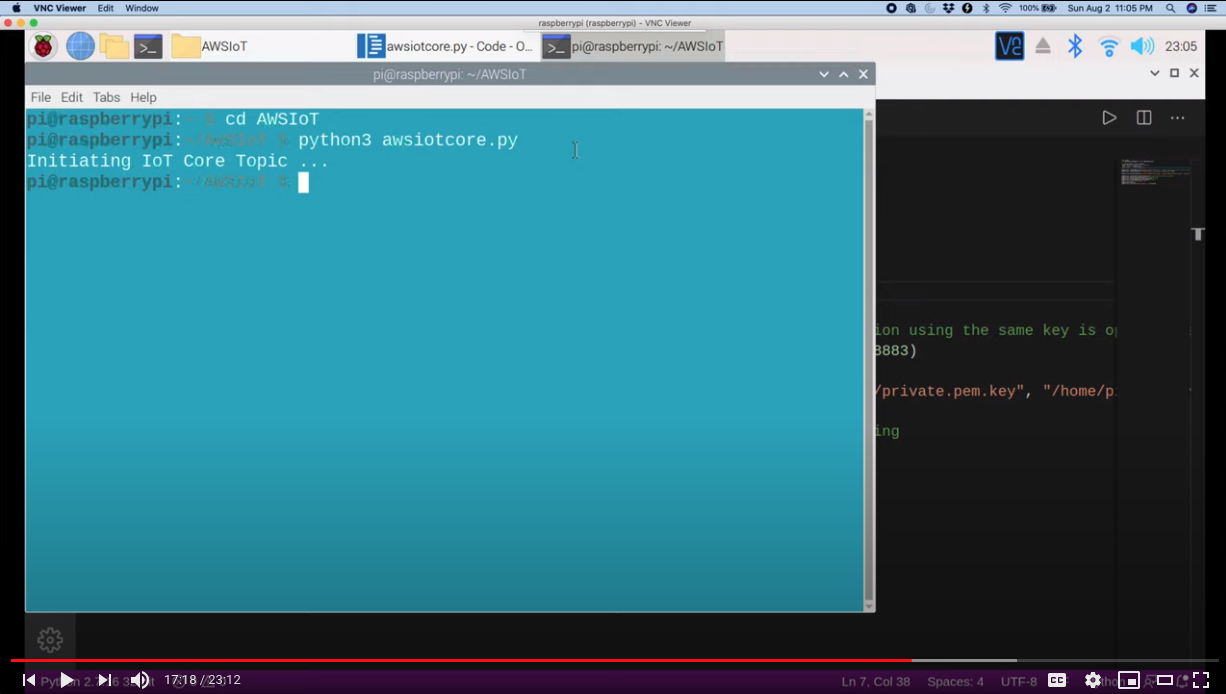 VNC Viewer Edit Window 100% Sun Aug 2 11:05 PM
raspberrypi (raspberrypi) - VNC Viewer
AWSIoT awsiotcore.py - Code - O... pi@raspberrypi: ~/AWSIoT VS 23:05
pi@raspberrypi: ~/AWSIoT
File Edit Tabs Help
pi@raspberrypi:~ $ cd AWSIoT
pi@raspberrypi:~/AWSIoT $ python3 awsiotcore.py
Initiating IoT Core Topic ...
pi@raspberrypi:~/AWSIoT $
ion using the same key is op
8883)
/private.pem.key", "/home/p
ing
17:18 / 23:12 CC
Ln 7, Col 38 Spaces: 4 UTF-8